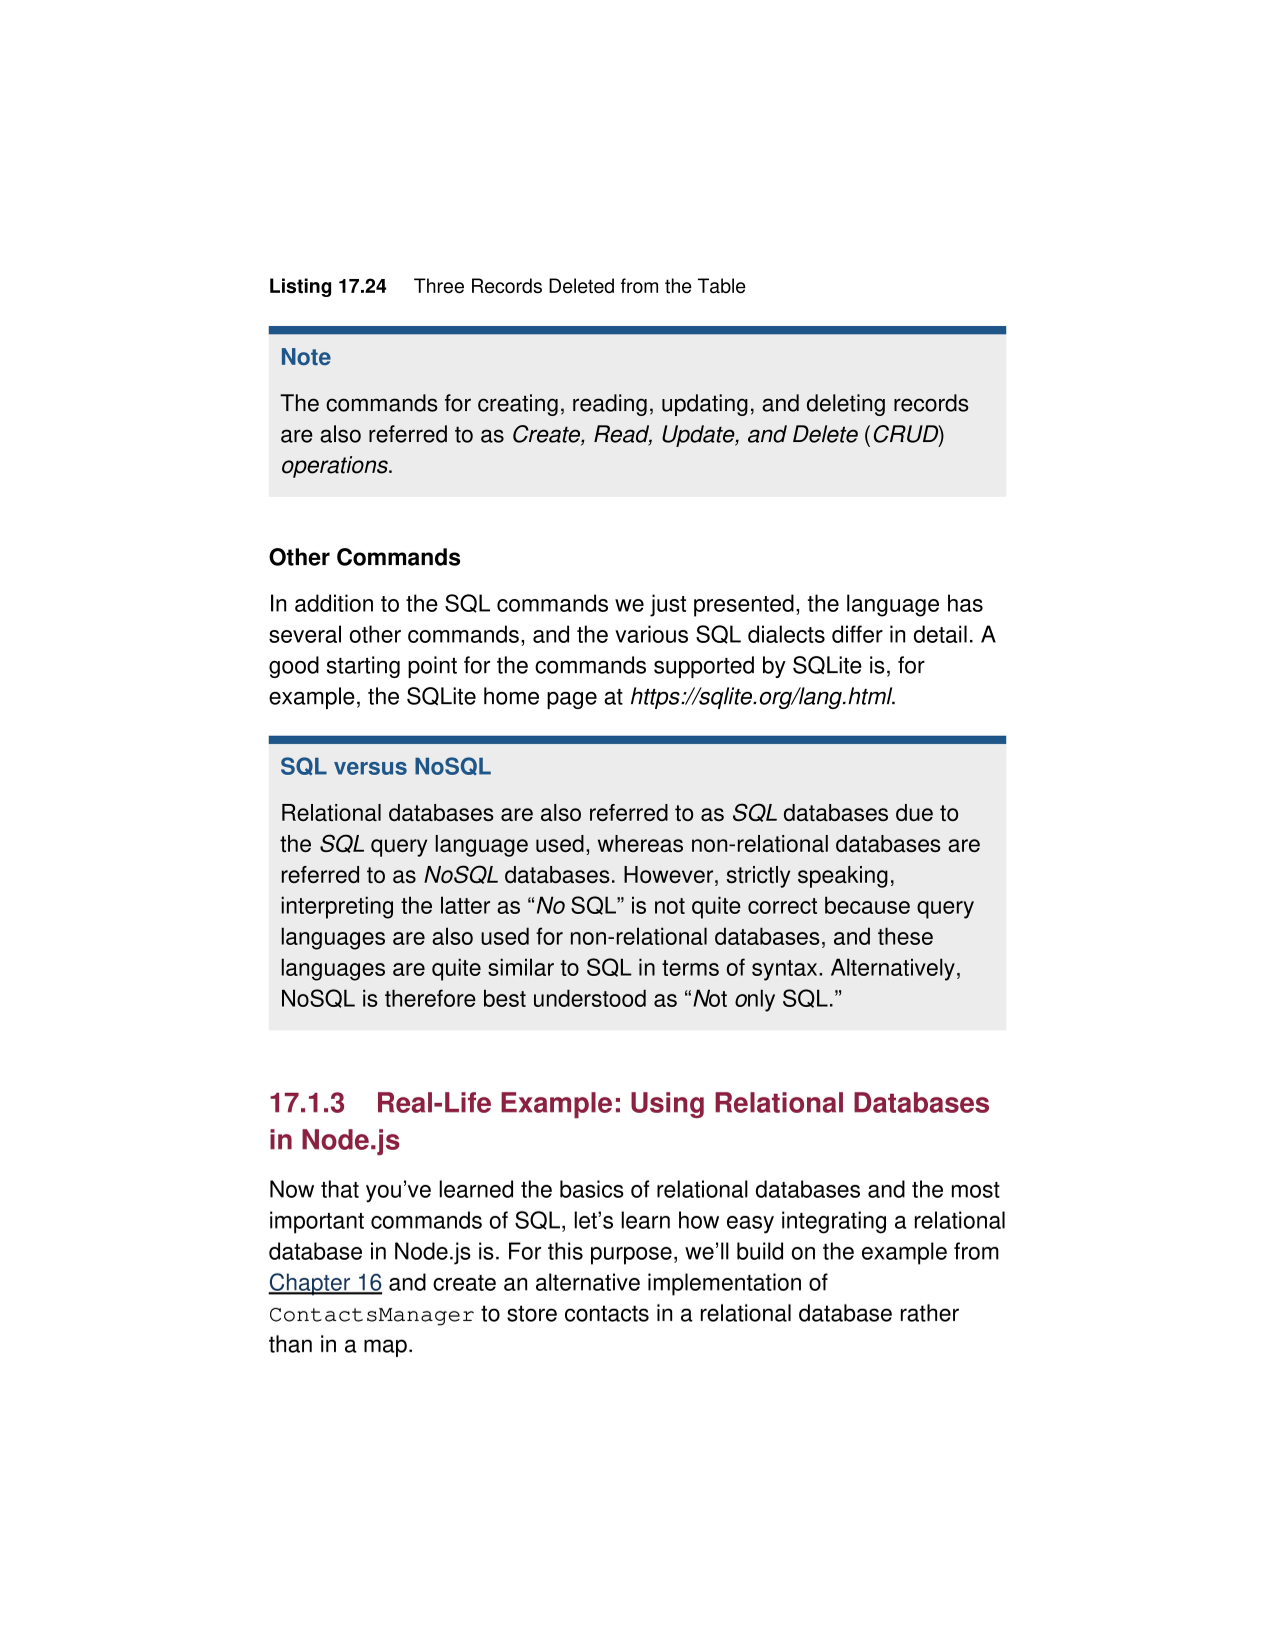 Listing 17.24 Three Records Deleted from the Table
Note
The commands for creating, reading, updating, and deleting records
are also referred to as Create, Read, Update, and Delete (CRUD)
operations.
Other Commands
In addition to the SQL commands we just presented, the language has
several other commands, and the various SQL dialects differ in detail. A
good starting point for the commands supported by SQLite is, for
example, the SQLite home page at https://sqlite.org/lang.html.
SQL versus NoSQL
Relational databases are also referred to as SQL databases due to
the SQL query language used, whereas non-relational databases are
referred to as NoSQL databases. However, strictly speaking,
interpreting the latter as “No SQL” is not quite correct because query
languages are also used for non-relational databases, and these
languages are quite similar to SQL in terms of syntax. Alternatively,
NoSQL is therefore best understood as “Not only SQL.”
17.1.3 Real-Life Example: Using Relational Databases
in Node.js
Now that you’ve learned the basics of relational databases and the most
important commands of SQL, let’s learn how easy integrating a relational
database in Node.js is. For this purpose, we’ll build on the example from
Chapter 16 and create an alternative implementation of
ContactsManager to store contacts in a relational database rather
than in a map.